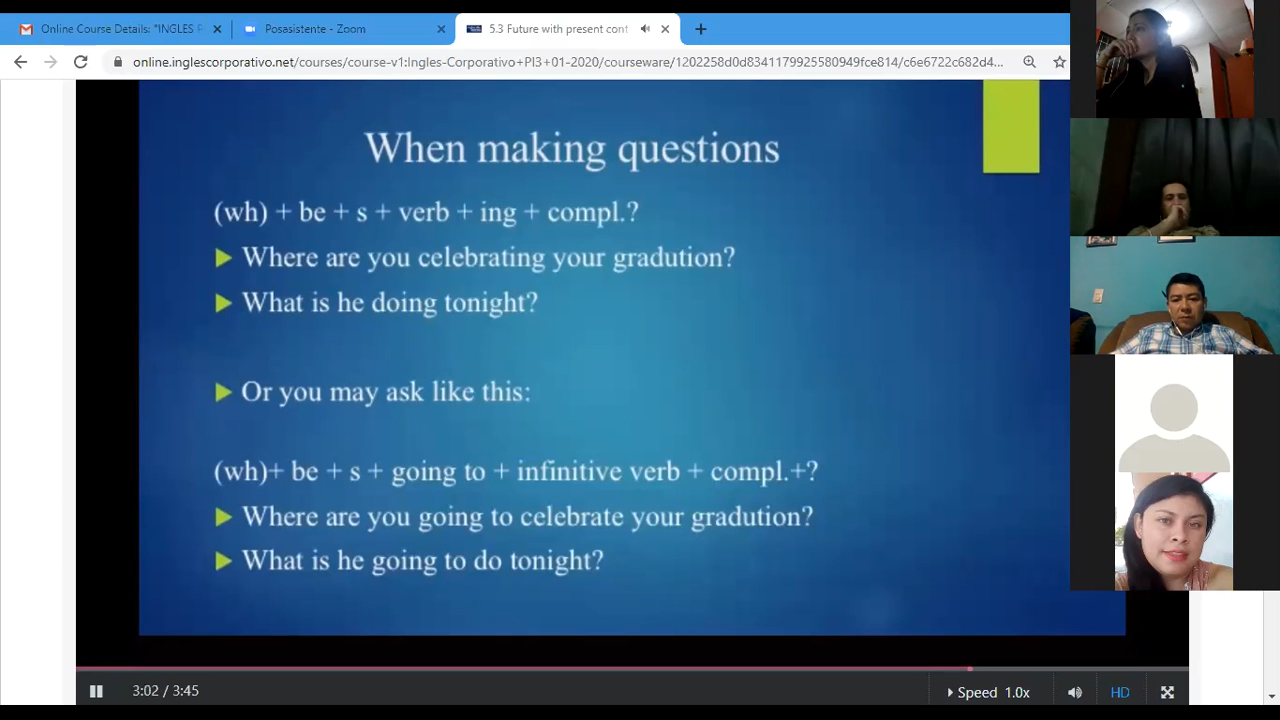 Online Course Details: "INGLES P
Posasistente - Zoom
5.3 Future with present cont
online.inglescorporativo.net/courses/course-v1:Ingles-Corporativo+PI3+01-2020/courseware/1202258d0d8341179925580949fce814/c6e6722c682d4...
When making questions
(wh) + be + s + verb + ing + compl.?
Where are you celebrating your gradution?
What is he doing tonight?
Or you may ask like this:
(wh)+ be + s + going to + infinitive verb + compl.+?
Where are you going to celebrate your gradution?
What is he going to do tonight?
3:02 / 3:45
Speed 1.0x
HD